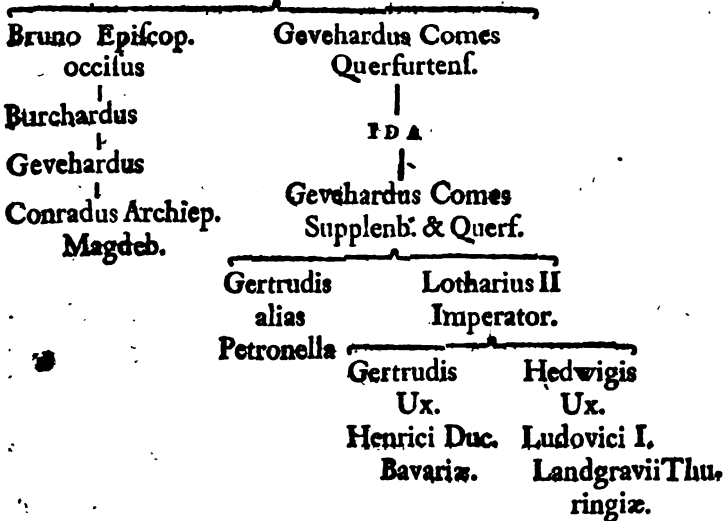 Bruno Epiſcop.
occiſus
Burchardus
Gevehardus
Conradus Archiep.
Magdeb.
Gevehardus Comes
Querfurtenſ.
IDA
Gevehardus Comes
Supplenb. & Querf.
Gertrudis
alias
Petronella
Lotharius II
Imperator.
Gertrudis
Ux.
Henrici Duc.
Bavariæ.
Hedwigis
Ux.
Ludovici I.
Landgravii Thu-
ringiæ.